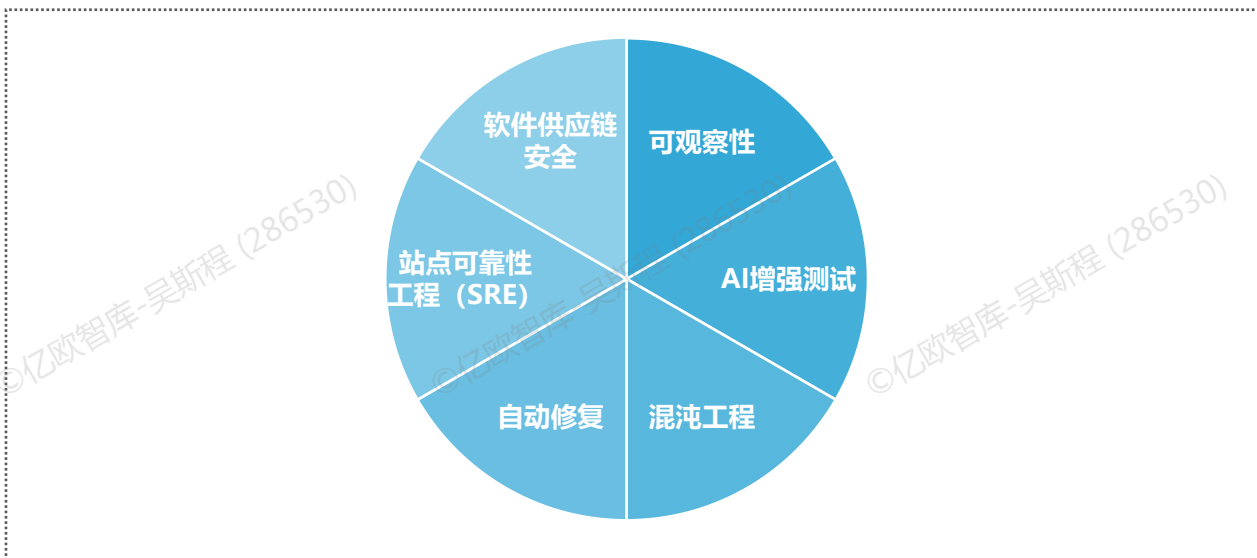 软件供应链
安全
可观察性
站点可靠性
工程（SRE）
AI增强测试
自动修复
混沌工程
©亿欧智库-吴斯程 (286530)
©亿欧智库-吴斯程 (286530)
©亿欧智库-吴斯程 (286530)